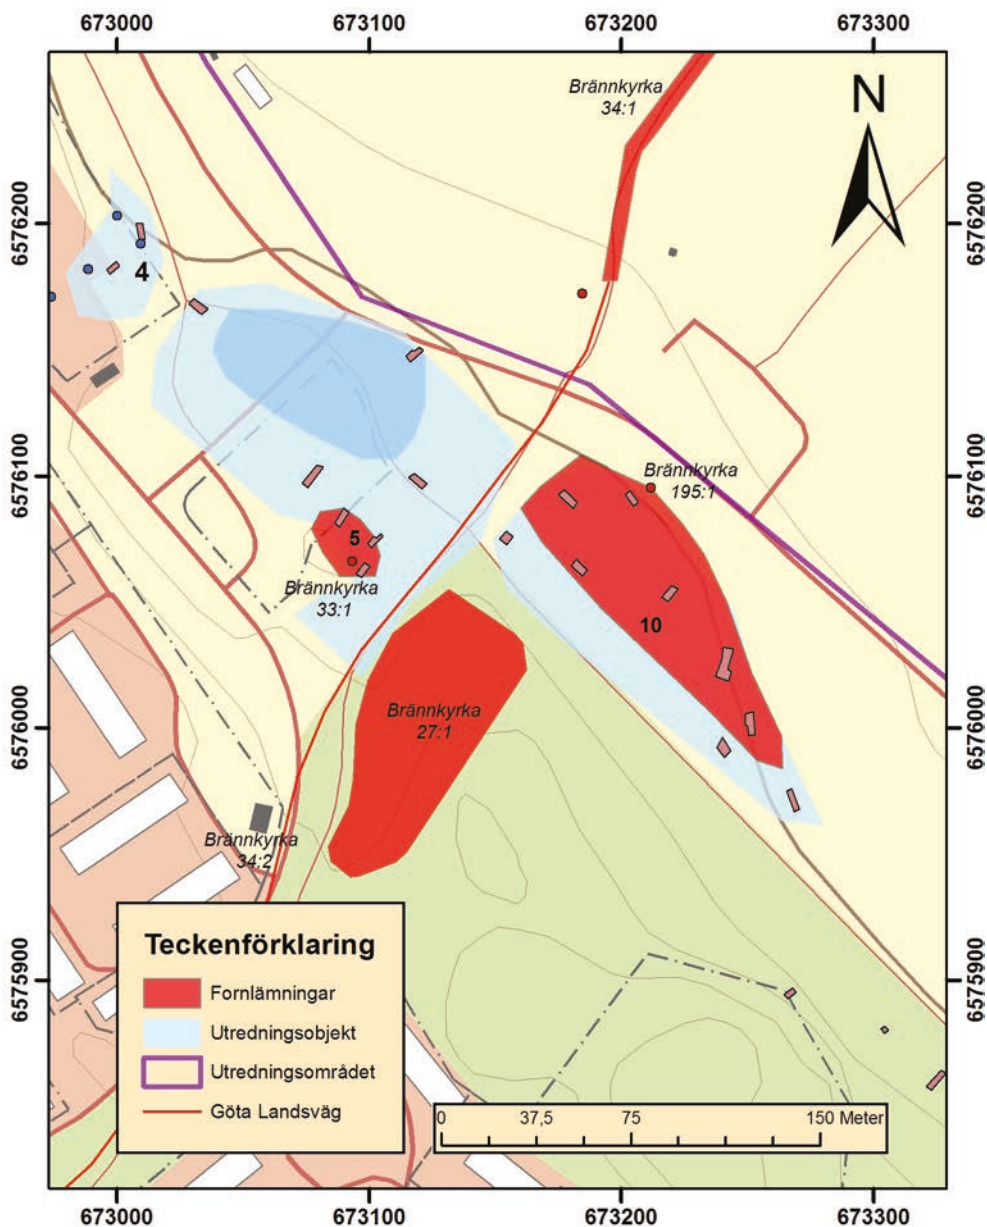 673000 673100 673200 673300
Brännkyrka
34:1
N
6576200 6576200
4
6576100 6576100
Brännkyrka
195:1
5
Brännkyrka
33:1
10
Brännkyrka
27:1
6576000 6576000
Brännkyrka
34:2
Teckenförklaring
Fornlämningar
Utredningsobjekt
Utredningsområdet
Göta Landsväg
6575900 6575900
0 37,5 75 150 Meter
673000 673100 673200 673300